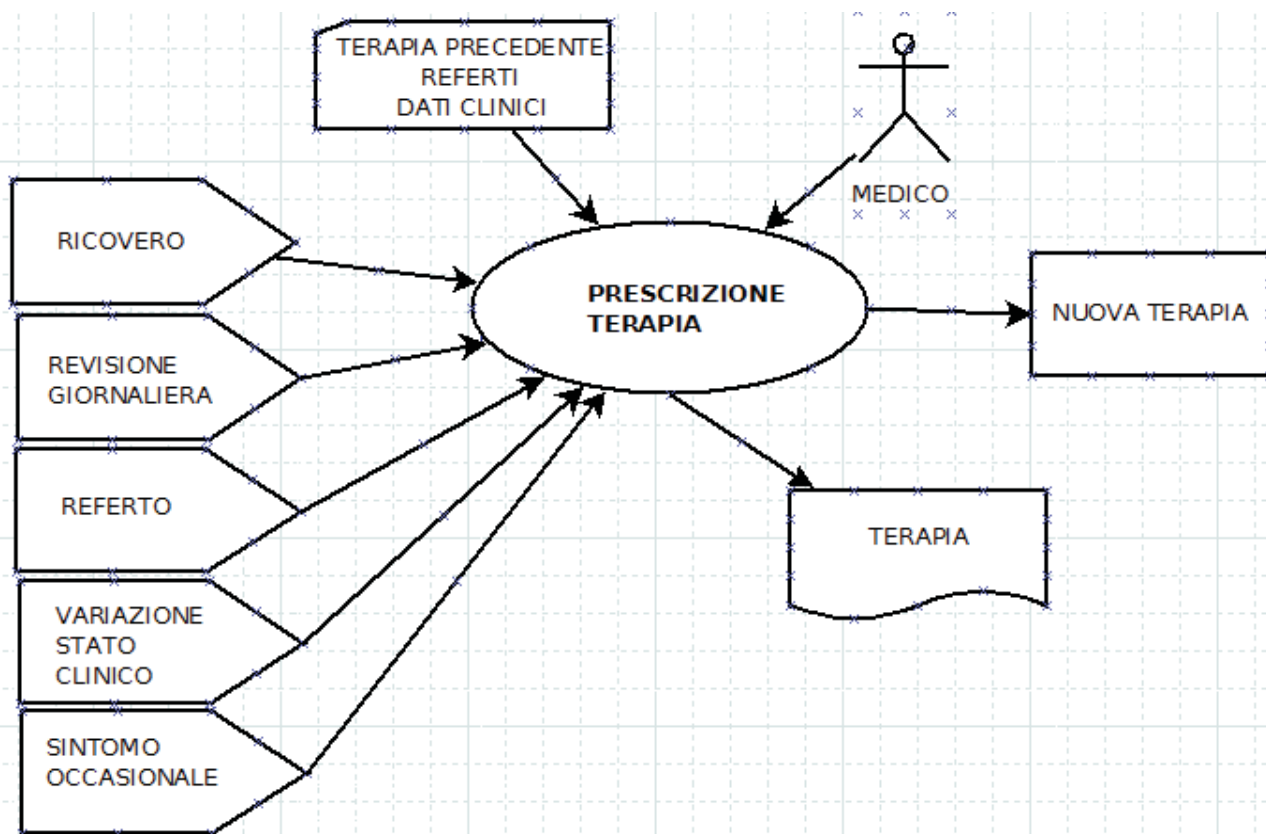 TERAPIA PRECEDENTE
REFERTI
DATI CLINICI
MEDICO
RICOVERO
PRESCRIZIONE
TERAPIA
NUOVA TERAPIA
REVISIONE
GIORNALIERA
REFERTO
TERAPIA
VARIAZIONE
STATO
CLINICO
SINTOMO
OCCASIONALE